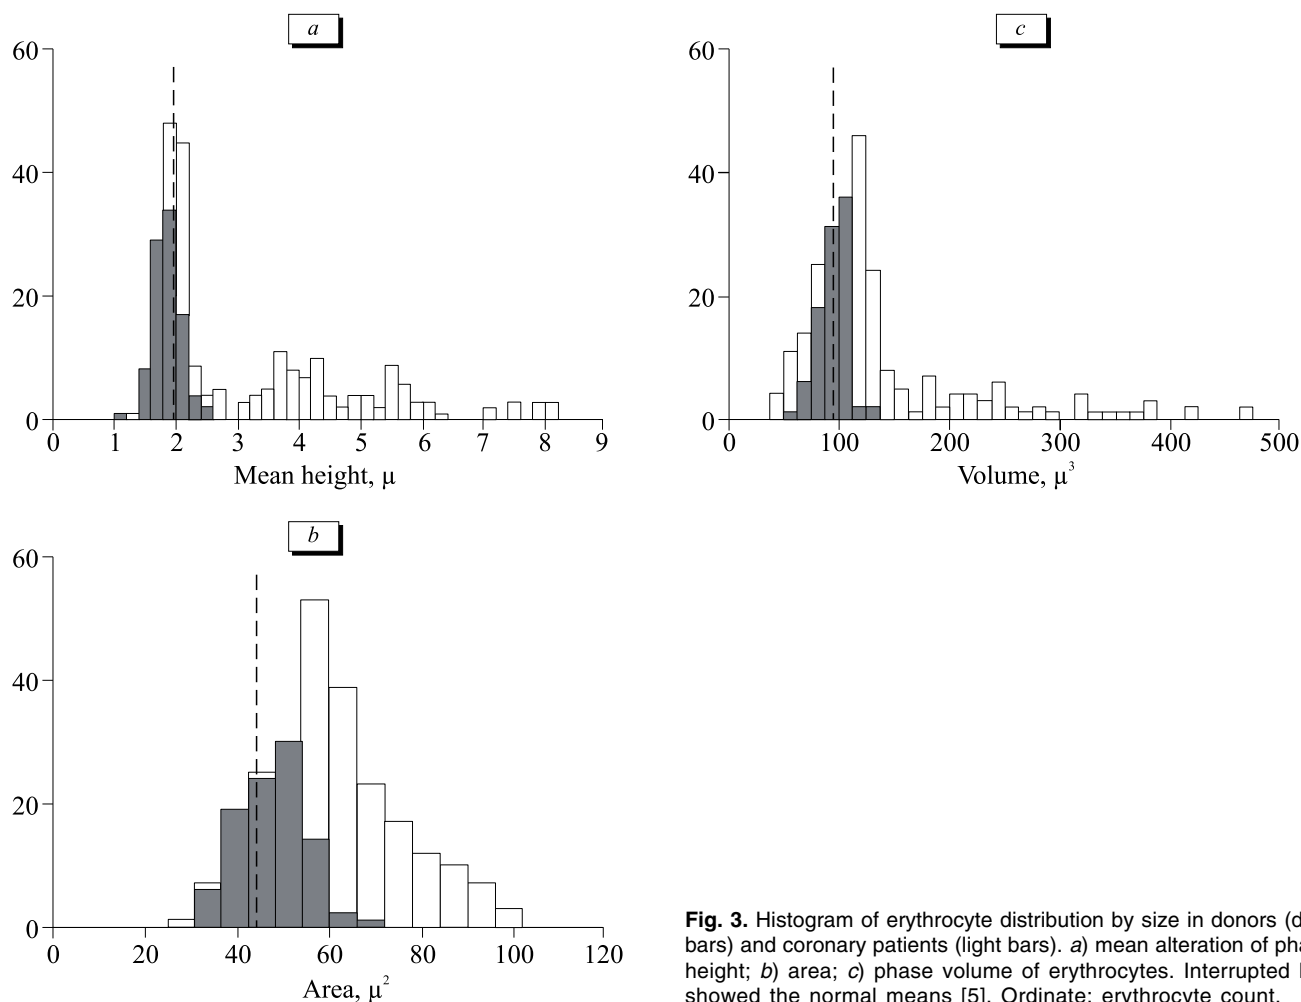 a
60
40
20
0
0 1 2 3 4 5 6 7 8 9
Mean height, μ
c
60
40
20
0
0 100 200 300 400 500
Volume, μ³
b
60
40
20
0
0 20 40 60 80 100 120
Area, μ²
Fig. 3. Histogram of erythrocyte distribution by size in donors
bars) and coronary patients (light bars). a) mean alteration of
height; b) area; c) phase volume of erythrocytes. Interrupted
showed the normal means [5]. Ordinate: erythrocyte count.